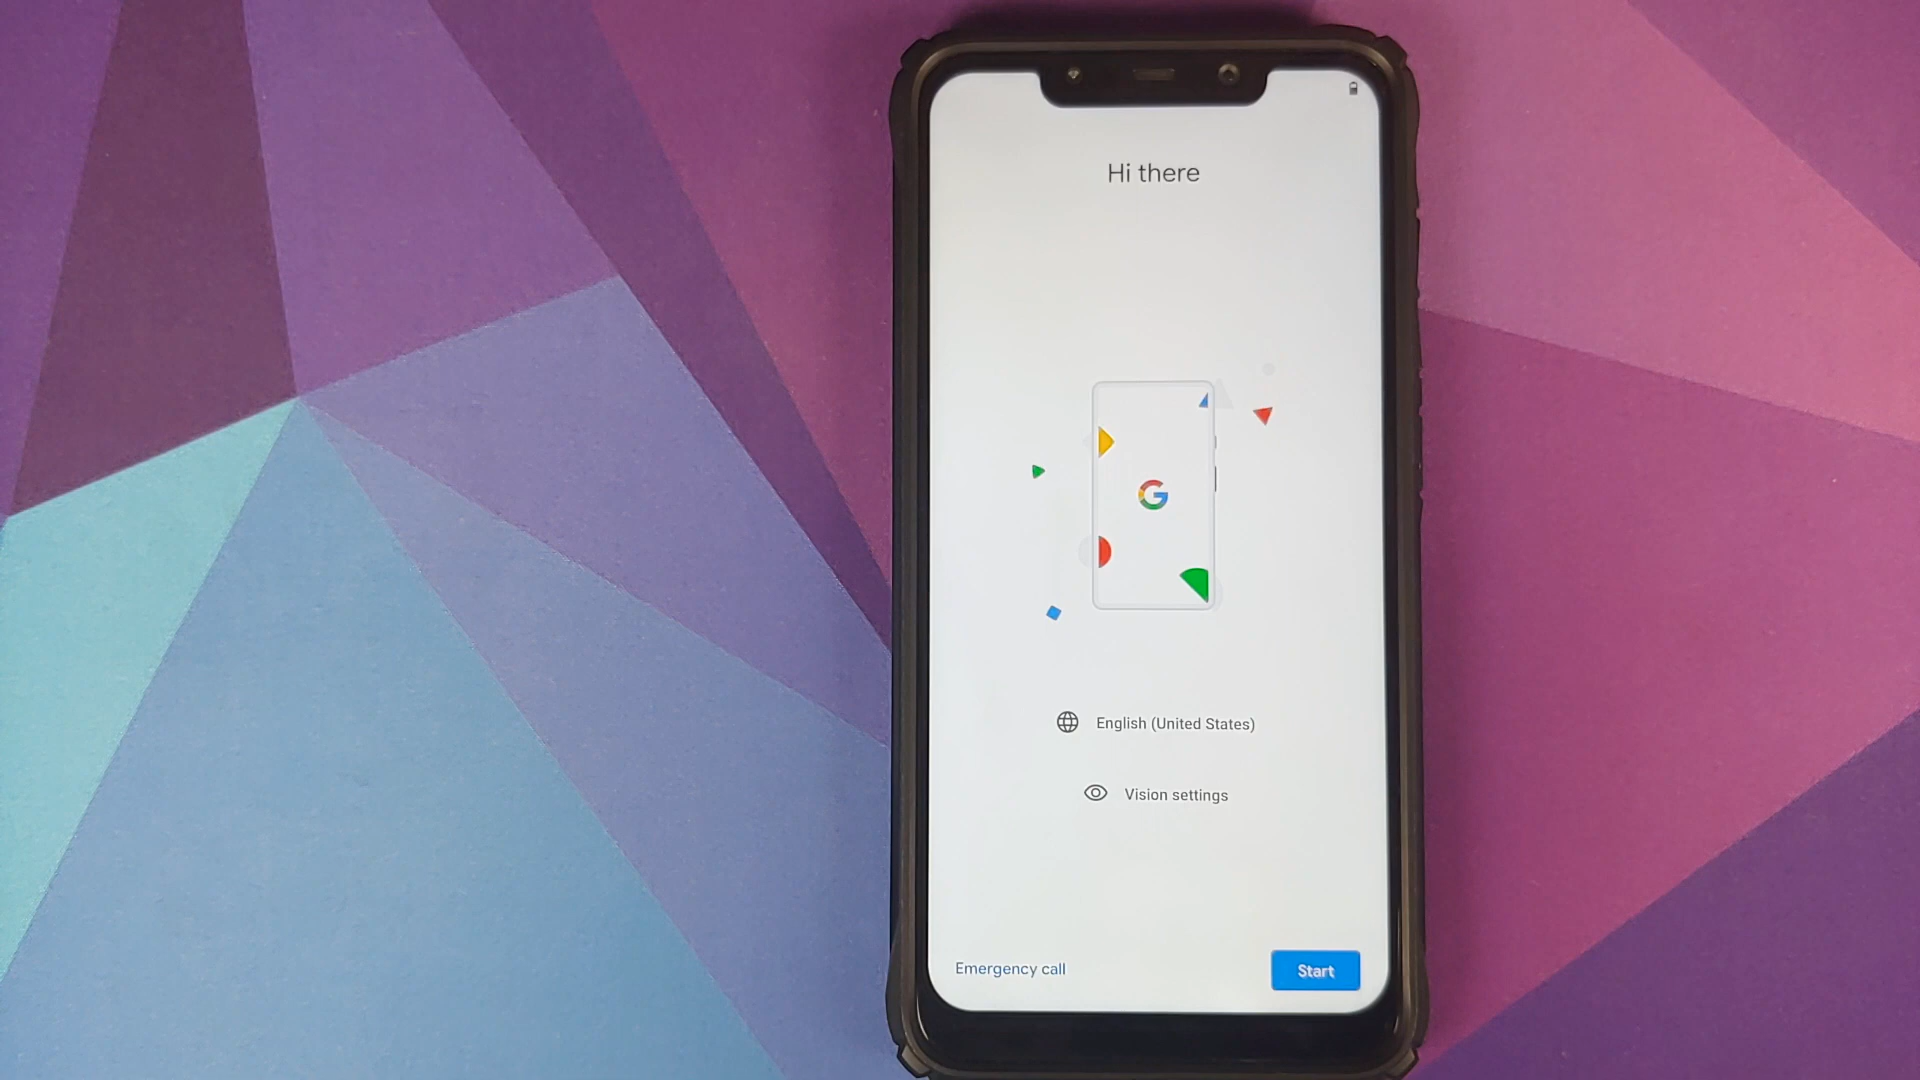 Hi there
G
English (United States)
Vision settings
Emergency call
Start